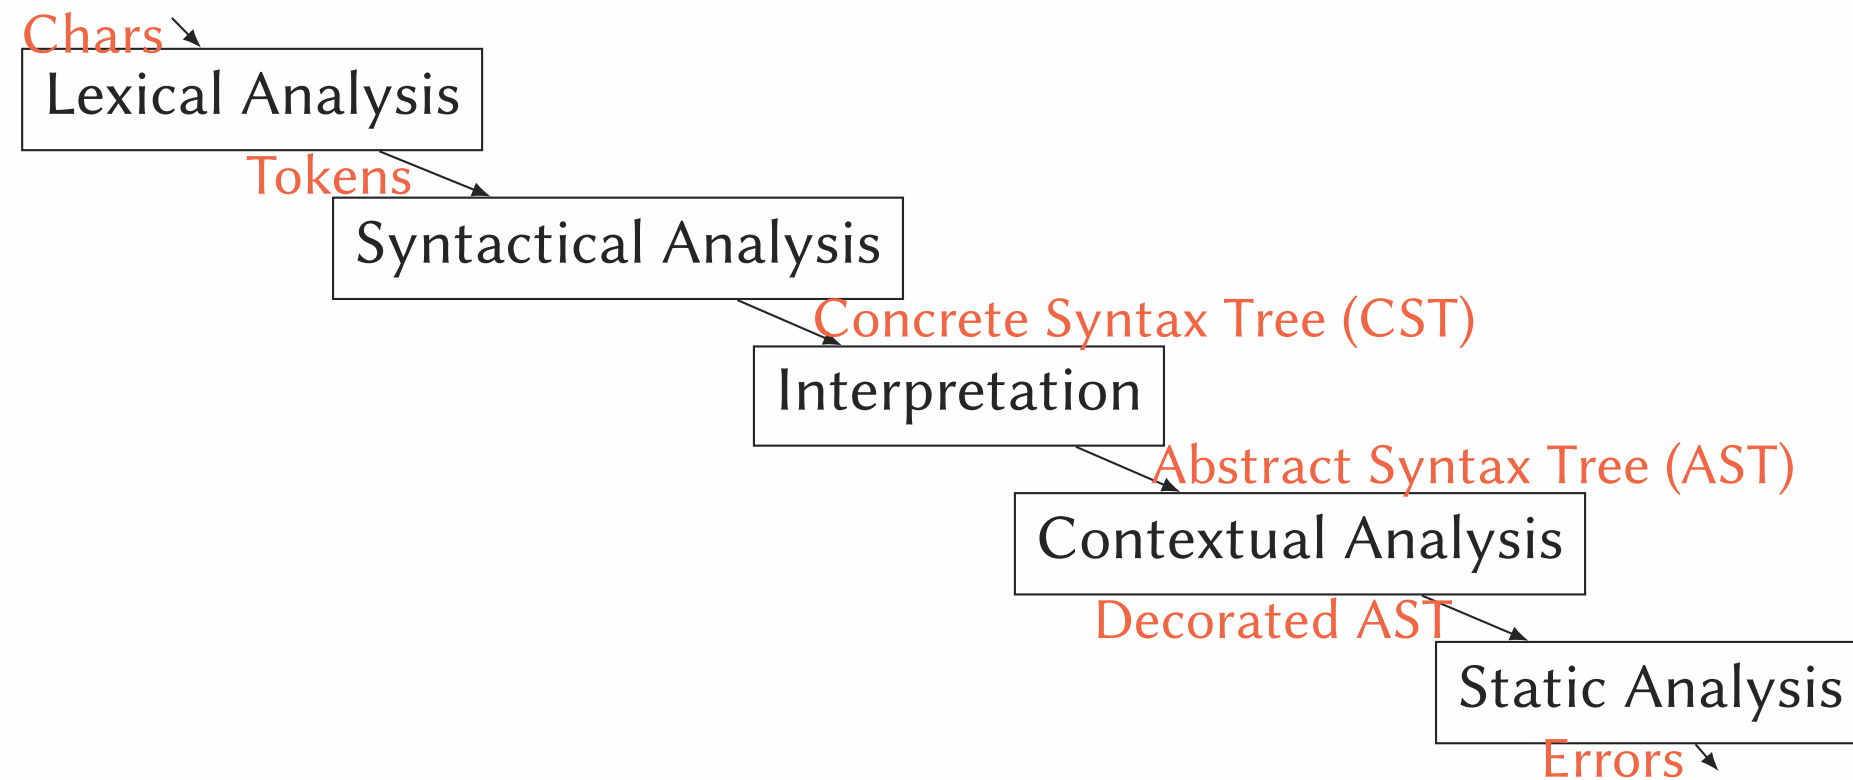 Chars
Lexical Analysis
Tokens
Syntactical Analysis
Concrete Syntax Tree (CST)
Interpretation
Abstract Syntax Tree (AST)
Contextual Analysis
Decorated AST
Static Analysis
Errors